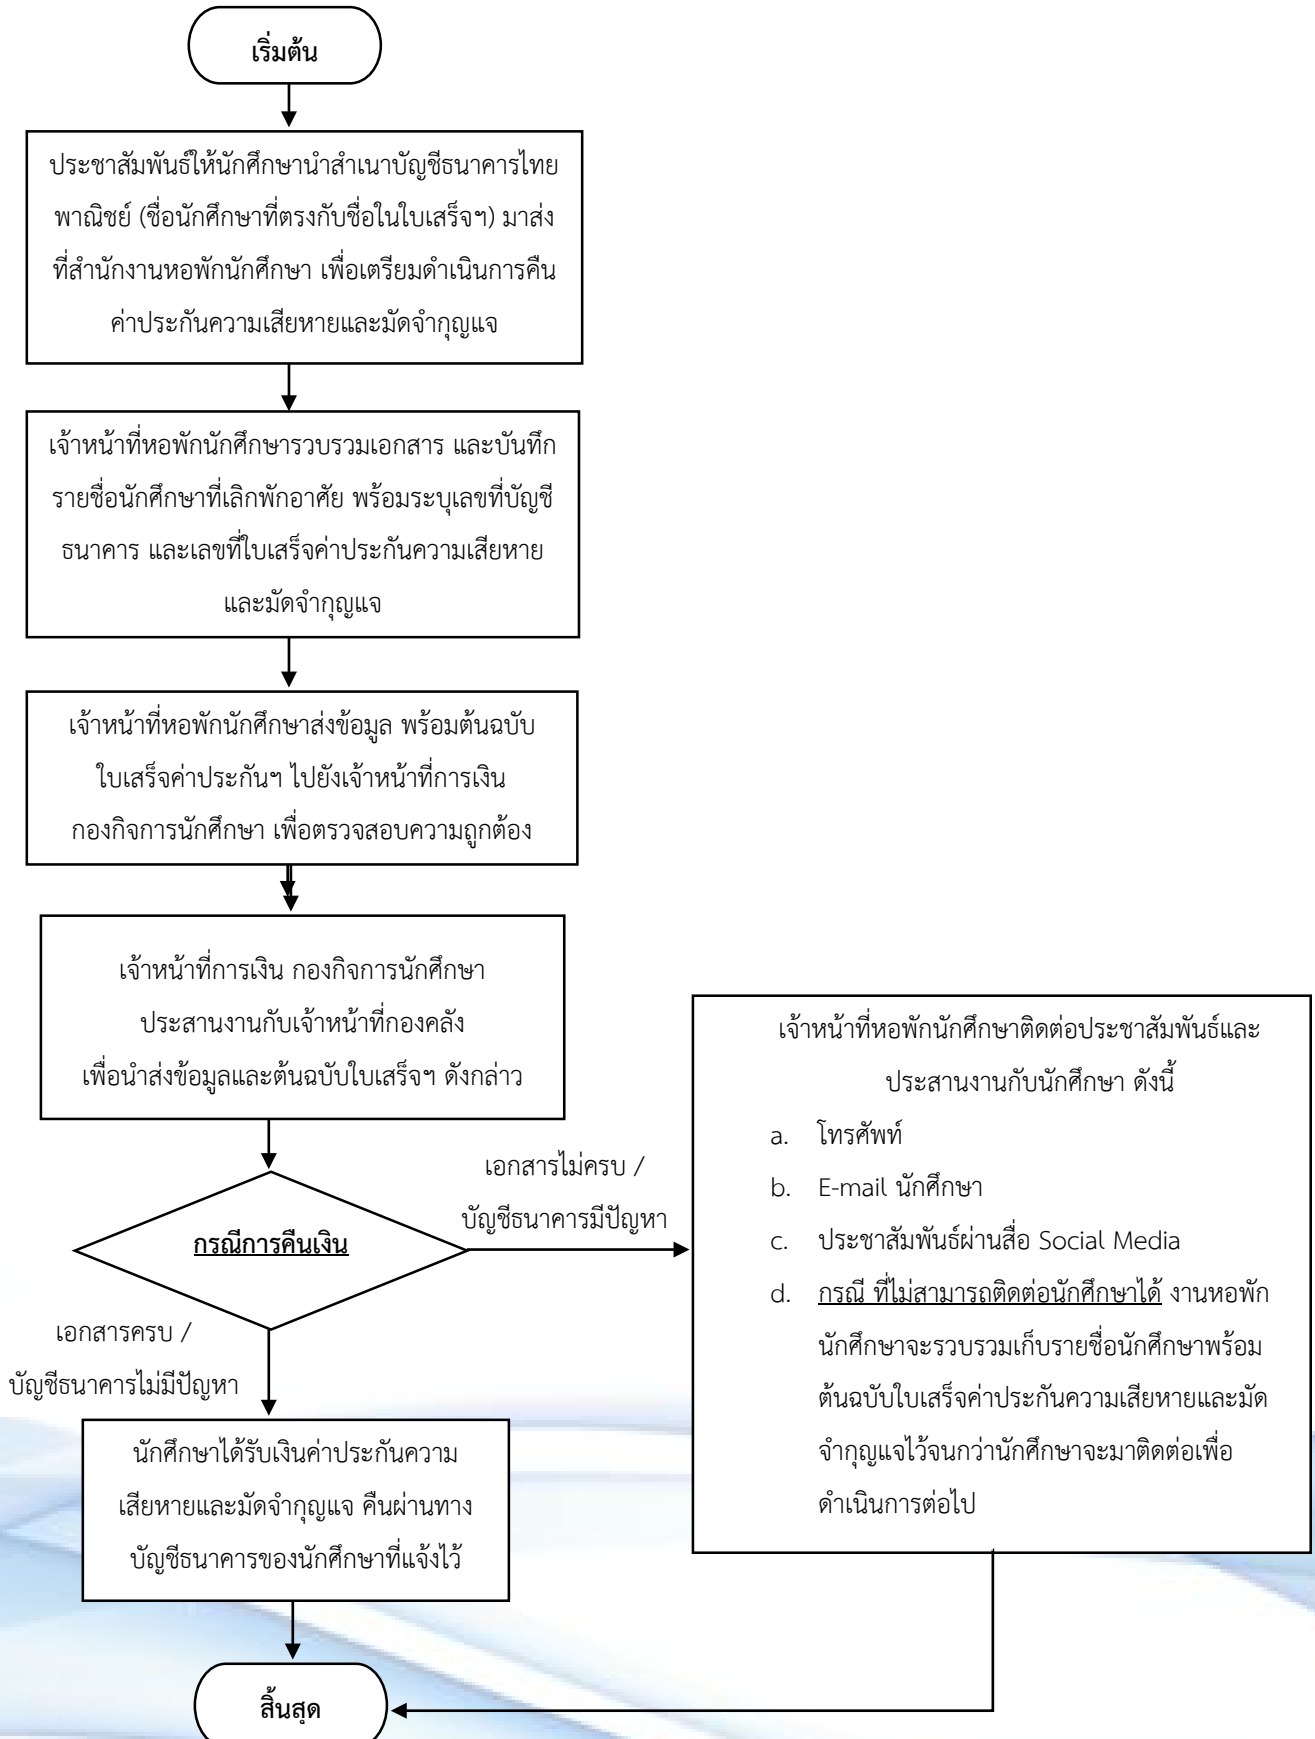 เริ่มต้น
ประชาสัมพันธ์ให้นักศึกษานำสำเนาบัญชีธนาคารไทย
พาณิชย์ (ชื่อนักศึกษาที่ตรงกับชื่อในใบเสร็จฯ) มาส่ง
ที่สำนักงานหอพักนักศึกษา เพื่อเตรียมดำเนินการคืน
ค่าประกันความเสียหายและมัดจำกุญแจ
เจ้าหน้าที่หอพักนักศึกษารวบรวมเอกสาร และบันทึก
รายชื่อนักศึกษาที่เลิกพักอาศัย พร้อมระบุเลขที่บัญชี
ธนาคาร และเลขที่ใบเสร็จค่าประกันความเสียหาย
และมัดจำกุญแจ
เจ้าหน้าที่หอพักนักศึกษาส่งข้อมูล พร้อมต้นฉบับ
ใบเสร็จค่าประกันฯ ไปยังเจ้าหน้าที่การเงิน
กองกิจการนักศึกษา เพื่อตรวจสอบความถูกต้อง
เจ้าหน้าที่การเงิน กองกิจการนักศึกษา
ประสานงานกับเจ้าหน้าที่กองคลัง
เพื่อนำส่งข้อมูลและต้นฉบับใบเสร็จฯ ดังกล่าว
กรณีการคืนเงิน
เอกสารไม่ครบ /
บัญชีธนาคารมีปัญหา
เจ้าหน้าที่หอพักนักศึกษาติดต่อประชาสัมพันธ์และ
ประสานงานกับนักศึกษา ดังนี้
a. โทรศัพท์
b. E-mail นักศึกษา
c. ประชาสัมพันธ์ผ่านสื่อ Social Media
d. กรณี ที่ไม่สามารถติดต่อนักศึกษาได้ งานหอพัก
นักศึกษาจะรวบรวมเก็บรายชื่อนักศึกษาพร้อม
ต้นฉบับใบเสร็จค่าประกันความเสียหายและมัด
จำกุญแจไว้จนกว่านักศึกษาจะมาติดต่อเพื่อ
ดำเนินการต่อไป
เอกสารครบ /
บัญชีธนาคารไม่มีปัญหา
นักศึกษาได้รับเงินค่าประกันความ
เสียหายและมัดจำกุญแจ คืนผ่านทาง
บัญชีธนาคารของนักศึกษาที่แจ้งไว้
สิ้นสุด